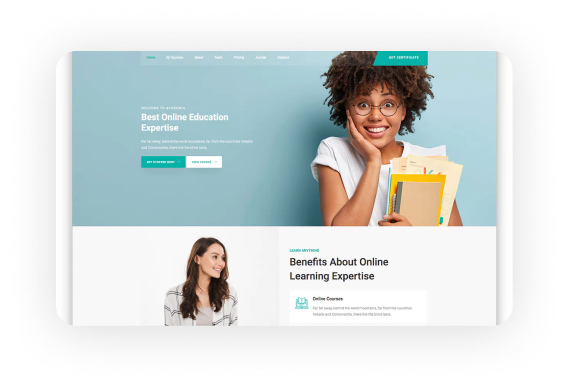 Home All Courses About Team Pricing Journal Contact
GET CERTIFICATE
WELCOME TO
Best Online Education
Expertise
Far far away, behind the word mountains, far from the countries Vokalia
and Consonantia, there live the blind texts.
GET STARTED NOW
VIEW COURSE
LEARN ANYTHING
Benefits About Online
Learning Expertise
Online Courses
Far far away, behind the word mountains, far from the countries
Vokalia and Consonantia, there live the blind texts.